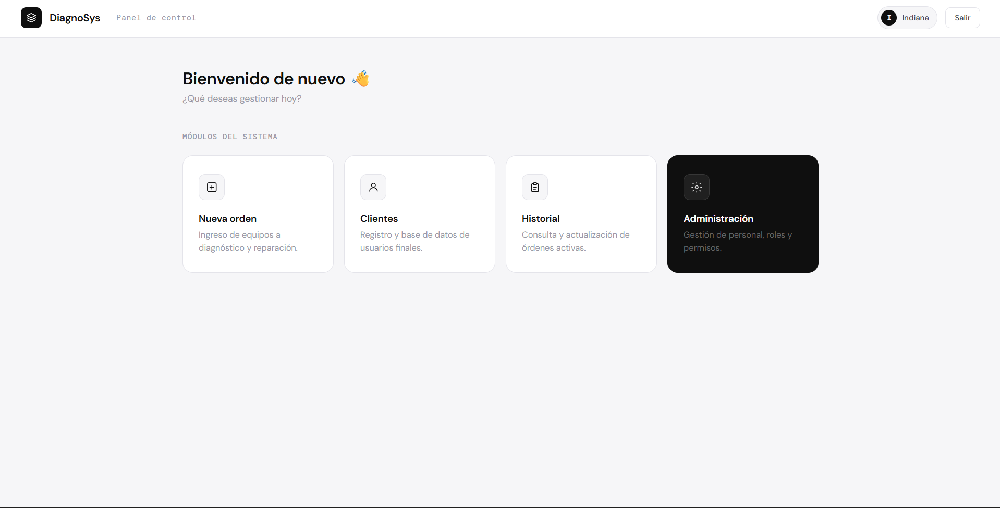 DiagnoSys
Panel de control
I
Indiana
Salir
Bienvenido de nuevo 👋
¿Qué deseas gestionar hoy?
MÓDULOS DEL SISTEMA
Nueva orden
Ingreso de equipos a
diagnóstico y reparación.
Clientes
Registro y base de datos de
usuarios finales.
Historial
Consulta y actualización de
órdenes activas.
Administración
Gestión de personal, roles y
permisos.